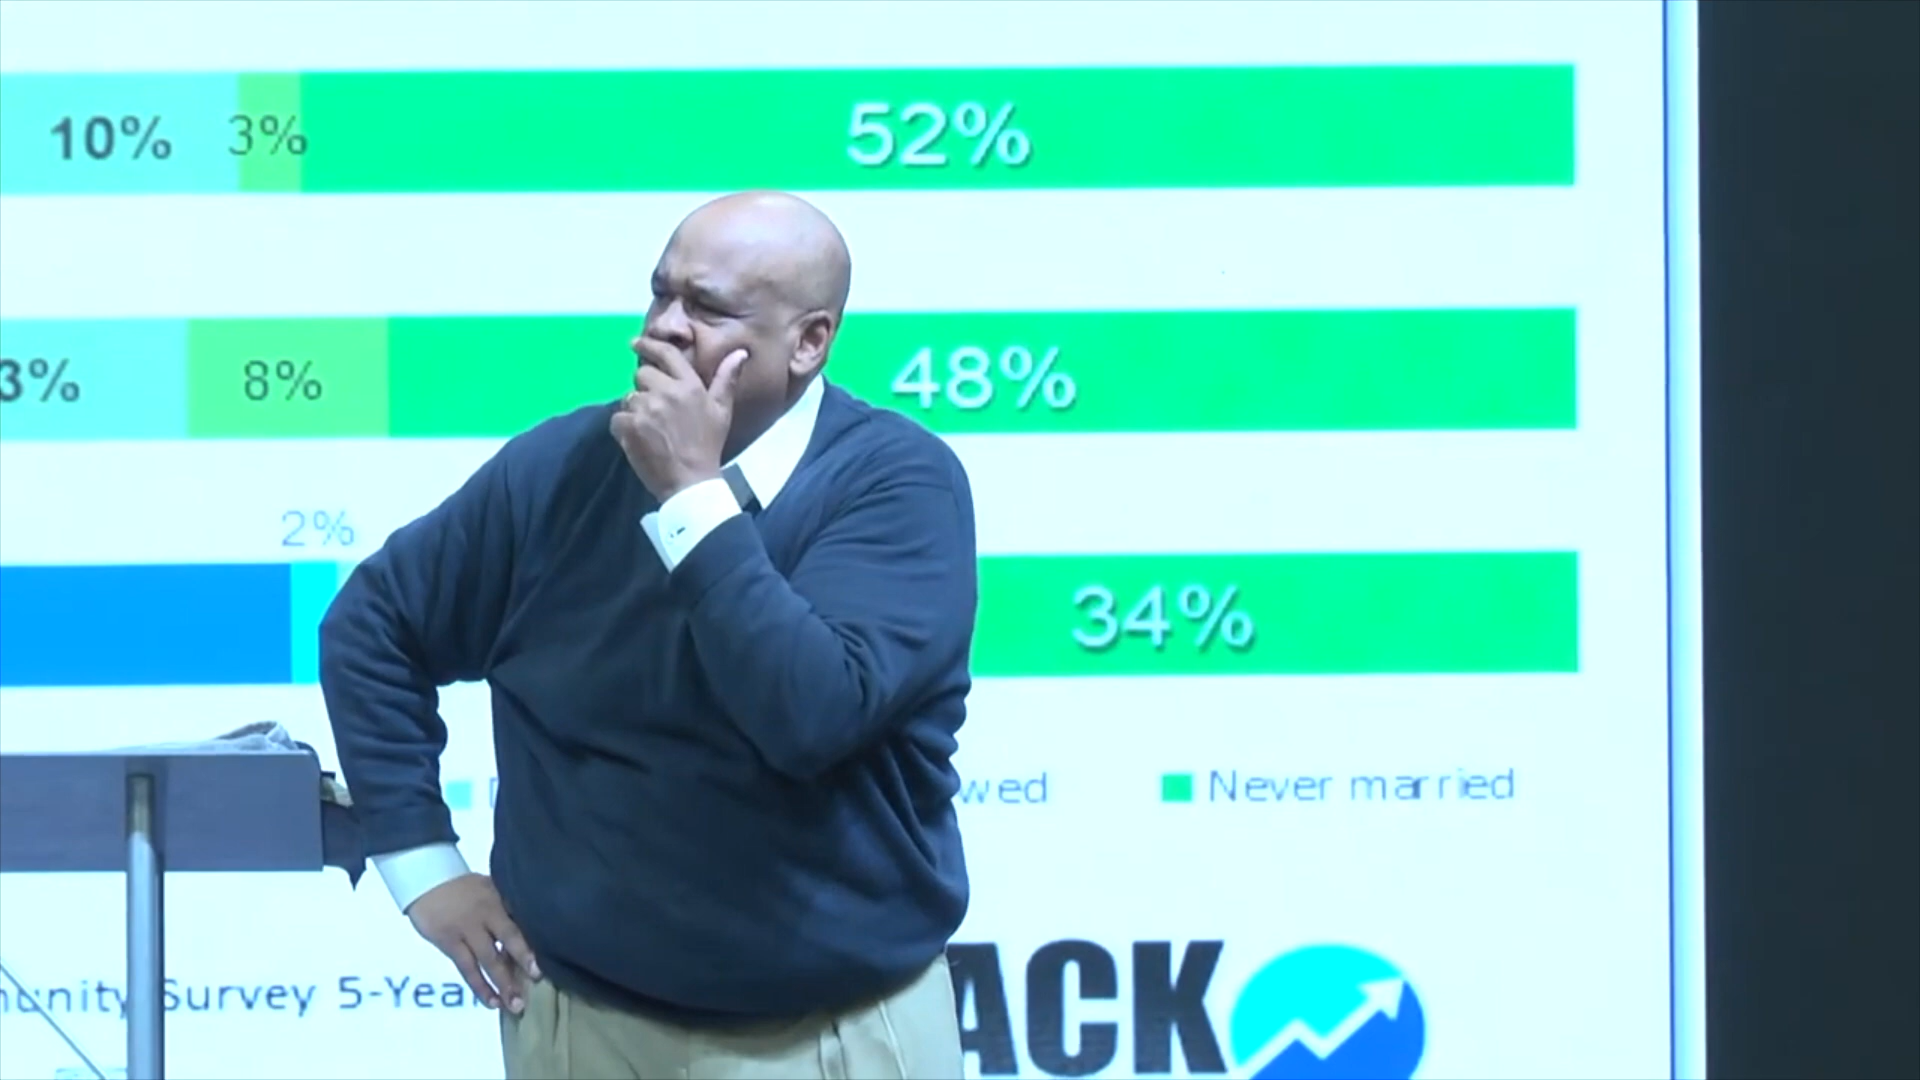 10% 3% 52%
3% 8% 48%
2%
34%
wed Never married
unity Survey 5-Year
ACK